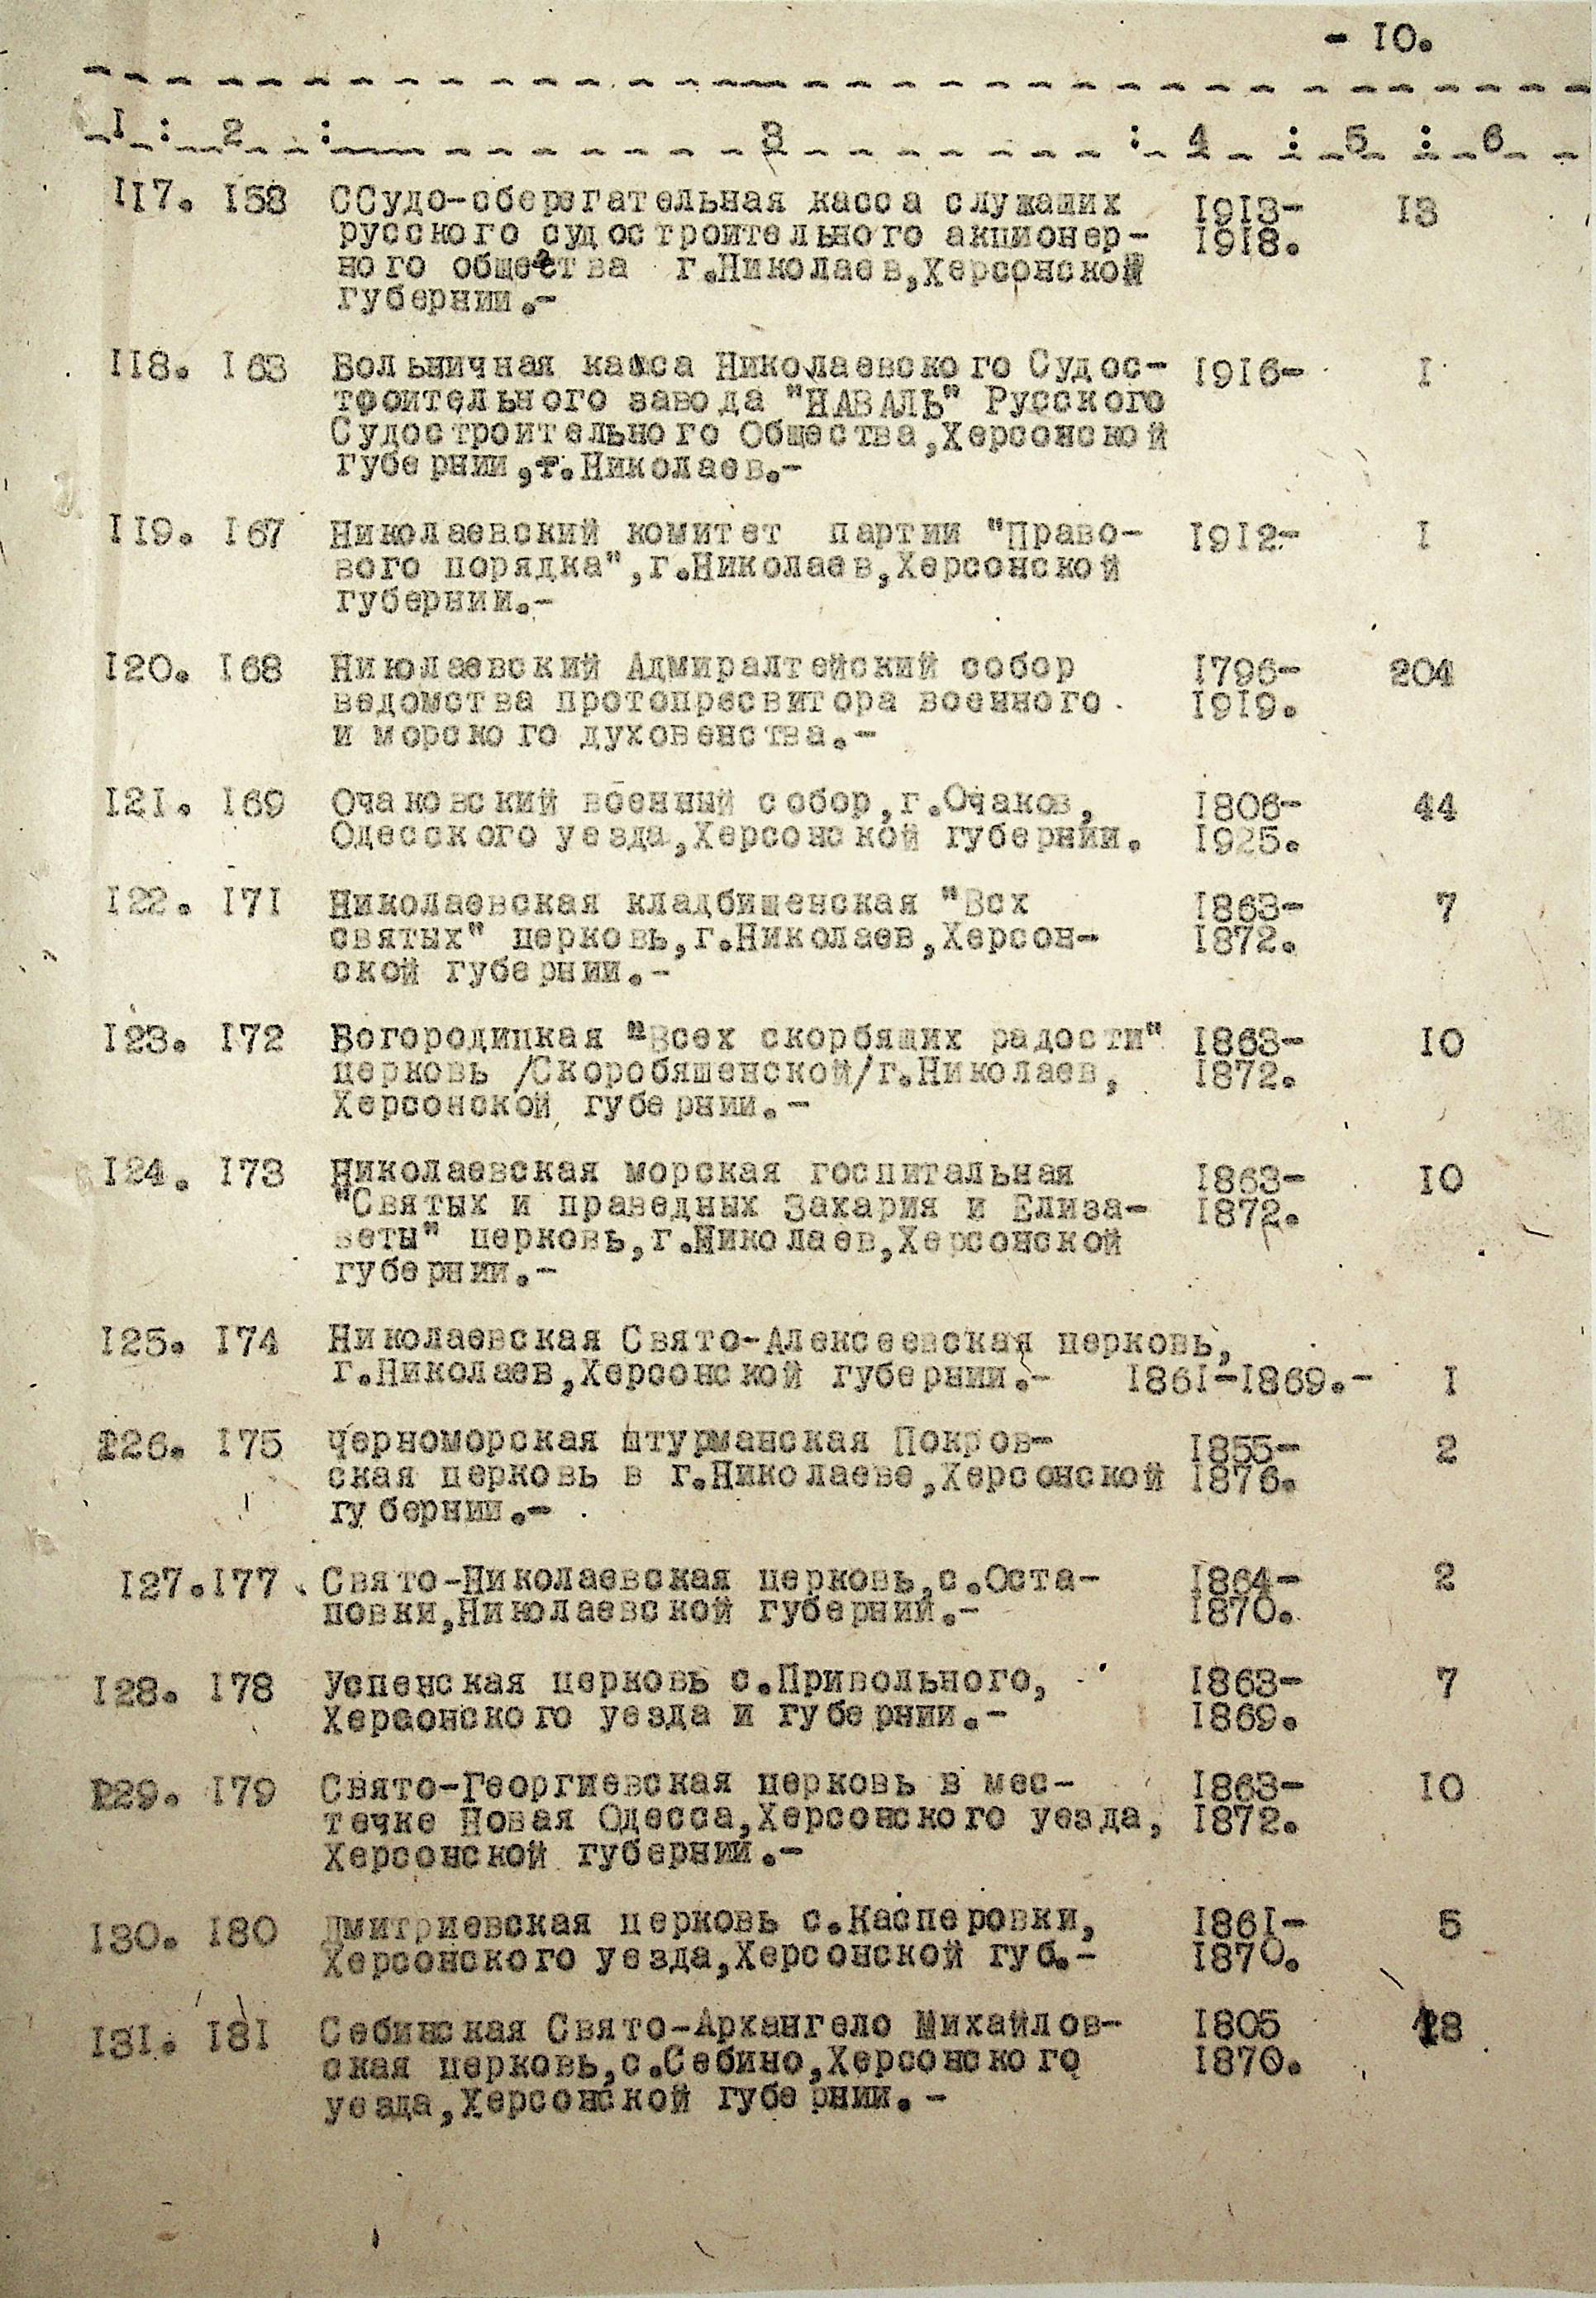 - 10.
1 : 2 : 3 : 4 : 5 : 6
117. 153 ССудо-сберегательная касса служащих 1913- 13
русского судостроительного акционер- 1918.
ного общества г.Николаев,Херсонской
губернии.-
118. 163 Больничная касса Николаевского Судос- 1916- 1
троительного завода "НАВАЛЬ" Русского
Судостроительного Общества,Херсонской
губернии,г.Николаев.-
119. 167 Николаевский комитет партии "Право- 1912- 1
вого порядка",г.Николаев,Херсонской
губернии.-
120. 168 Николаевский Адмиралтейский собор 1796- 204
ведомства протопресвитора военного 1919.
и морского духовенства.-
121. 169 Очаковский военный собор,г.Очаков, 1806- 44
Одесского уезда,Херсонской губернии. 1925.
122. 171 Николаевская кладбищенская "Всх 1863- 7
святых" церковь,г.Николаев,Херсон- 1872.
ской губернии.-
123. 172 Богородицкая "Всех скорбящих радости" 1863- 10
церковь /Скоробященской/г.Николаев, 1872.
Херсонской губернии.-
124. 173 Николаевская морская госпитальная 1863- 10
"Святых и праведных Захария и Елиза- 1872.
веты" церковь,г.Николаев,Херсонской
губернии.-
125. 174 Николаевская Свято-Алексеевская церковь,
г.Николаев,Херсонской губернии.- 1861-1869.- 1
126. 175 Черноморская штурманская Покров- 1855- 2
ская церковь в г.Николаеве,Херсонской 1876.
губернии.-
127.177 Свято-Николаевская церковь,с.Оста- 1864- 2
повки,Николаевской губернии.- 1870.
128. 178 Успенская церковь с.Привольного, 1863- 7
Херсонского уезда и губернии.- 1869.
129. 179 Свято-Георгиевская церковь в мес- 1863- 10
течке Новая Одесса,Херсонского уезда, 1872.
Херсонской губернии.-
130. 180 Дмитриевская церковь с.Касперовки, 1861- 5
Херсонского уезда,Херсонской губ.- 1870.
131. 181 Себинская Свято-Архангело Михайлов- 1805 18
ская церковь,с.Себино,Херсонского 1870.
уезда,Херсонской губернии.-